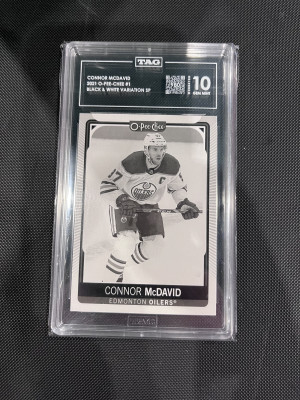 TAG
CONNOR MCDAVID
2021 O-PEE-CHEE #1
BLACK & WHITE VARIATION SP
10
GEM MINT
O-Pee-Chee
C
CONNOR McDAVID
EDMONTON OILERS